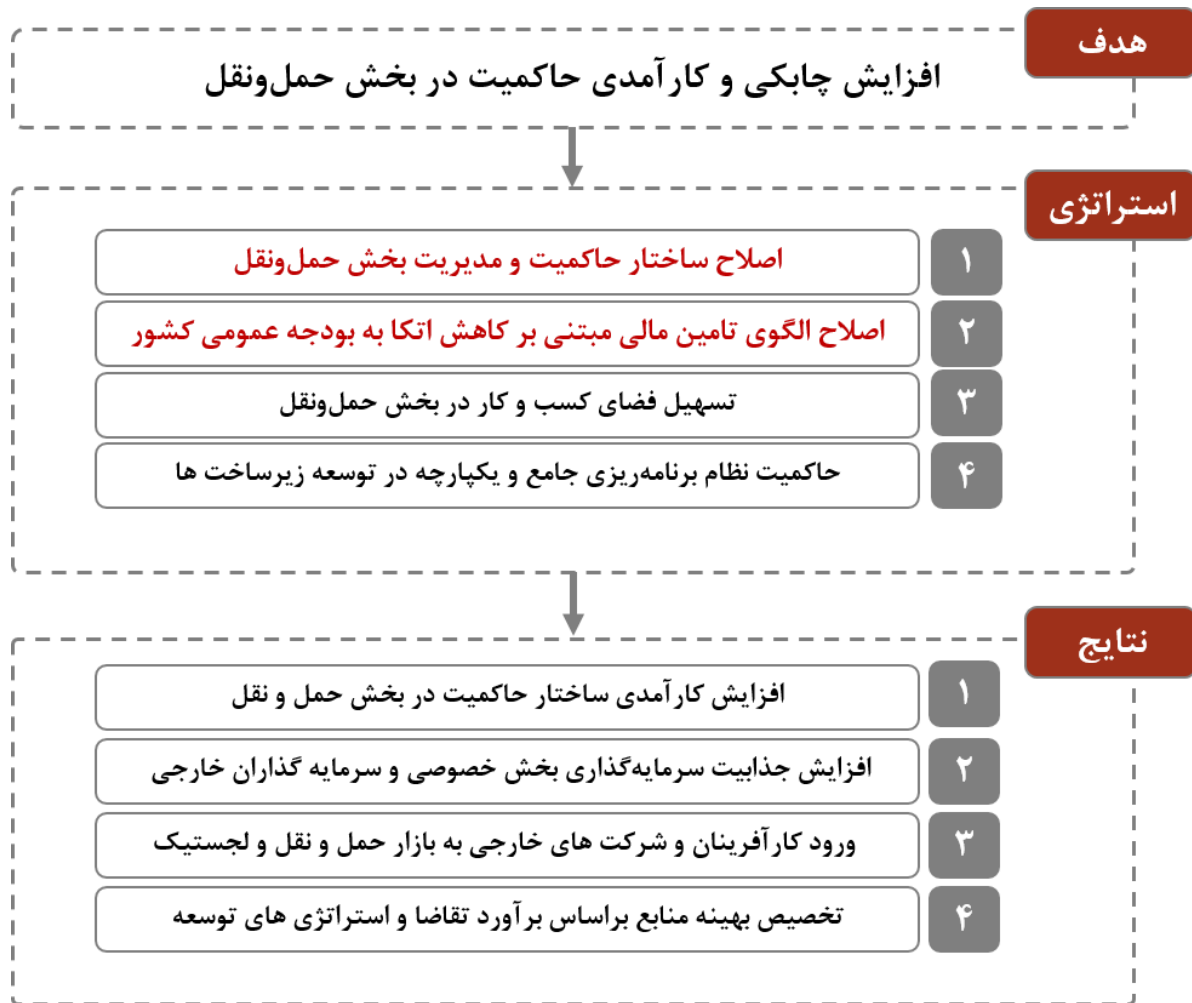 هدف
افزایش چابکی و کارآمدی حاکمیت در بخش حمل‌ونقل
استراتژی
۱ اصلاح ساختار حاکمیت و مدیریت بخش حمل‌ونقل
۲ اصلاح الگوی تامین مالی مبتنی بر کاهش اتکا به بودجه عمومی کشور
۳ تسهیل فضای کسب و کار در بخش حمل‌ونقل
۴ حاکمیت نظام برنامه‌ریزی جامع و یکپارچه در توسعه زیرساخت ها
نتایج
۱ افزایش کارآمدی ساختار حاکمیت در بخش حمل و نقل
۲ افزایش جذابیت سرمایه‌گذاری بخش خصوصی و سرمایه گذاران خارجی
۳ ورود کارآفرینان و شرکت های خارجی به بازار حمل و نقل و لجستیک
۴ تخصیص بهینه منابع براساس برآورد تقاضا و استراتژی های توسعه